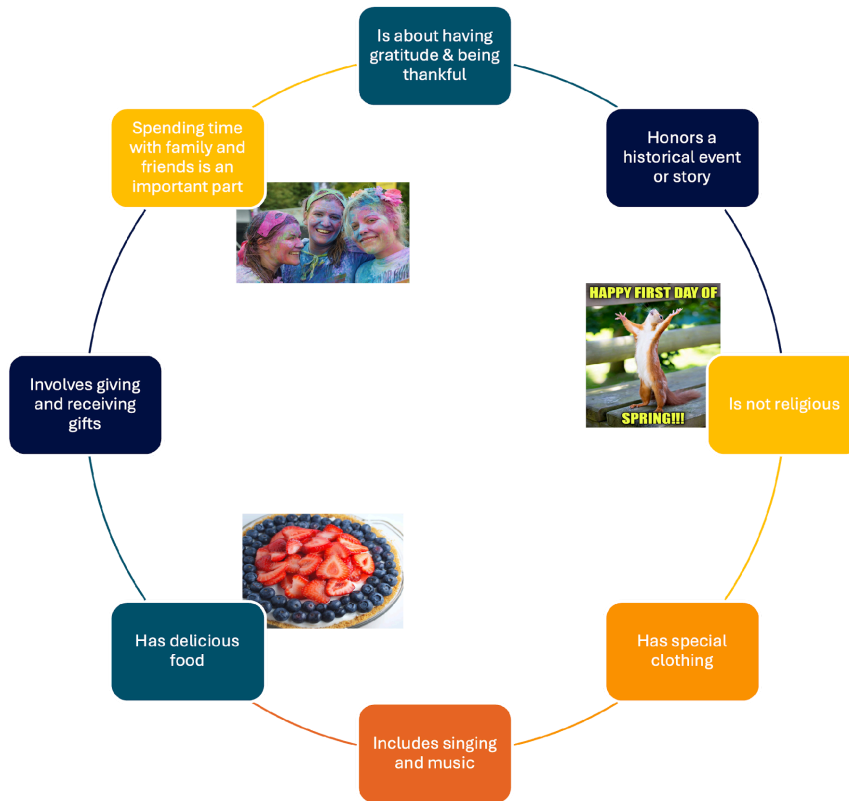 Is about having
gratitude & being
thankful
Honors a
historical event
or story
Spending time
with family and
friends is an
important part
HAPPY FIRST DAY OF
SPRING!!!
Is not religious
Involves giving
and receiving
gifts
Has special
clothing
Has delicious
food
Includes singing
and music